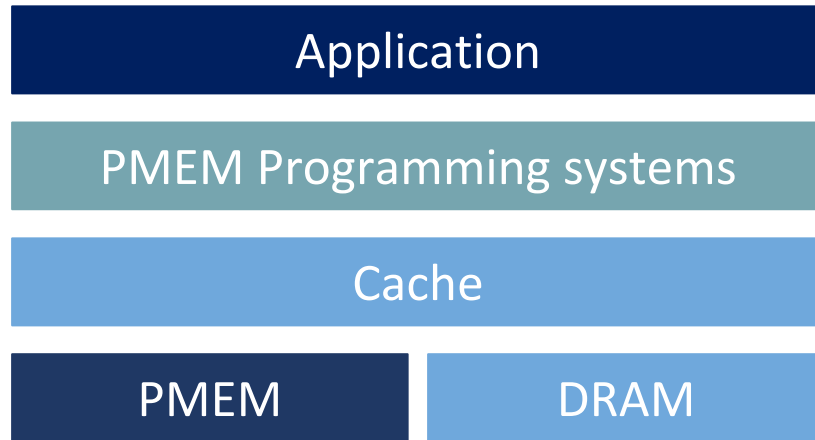 Application
PMEM Programming systems
Cache
PMEM
DRAM